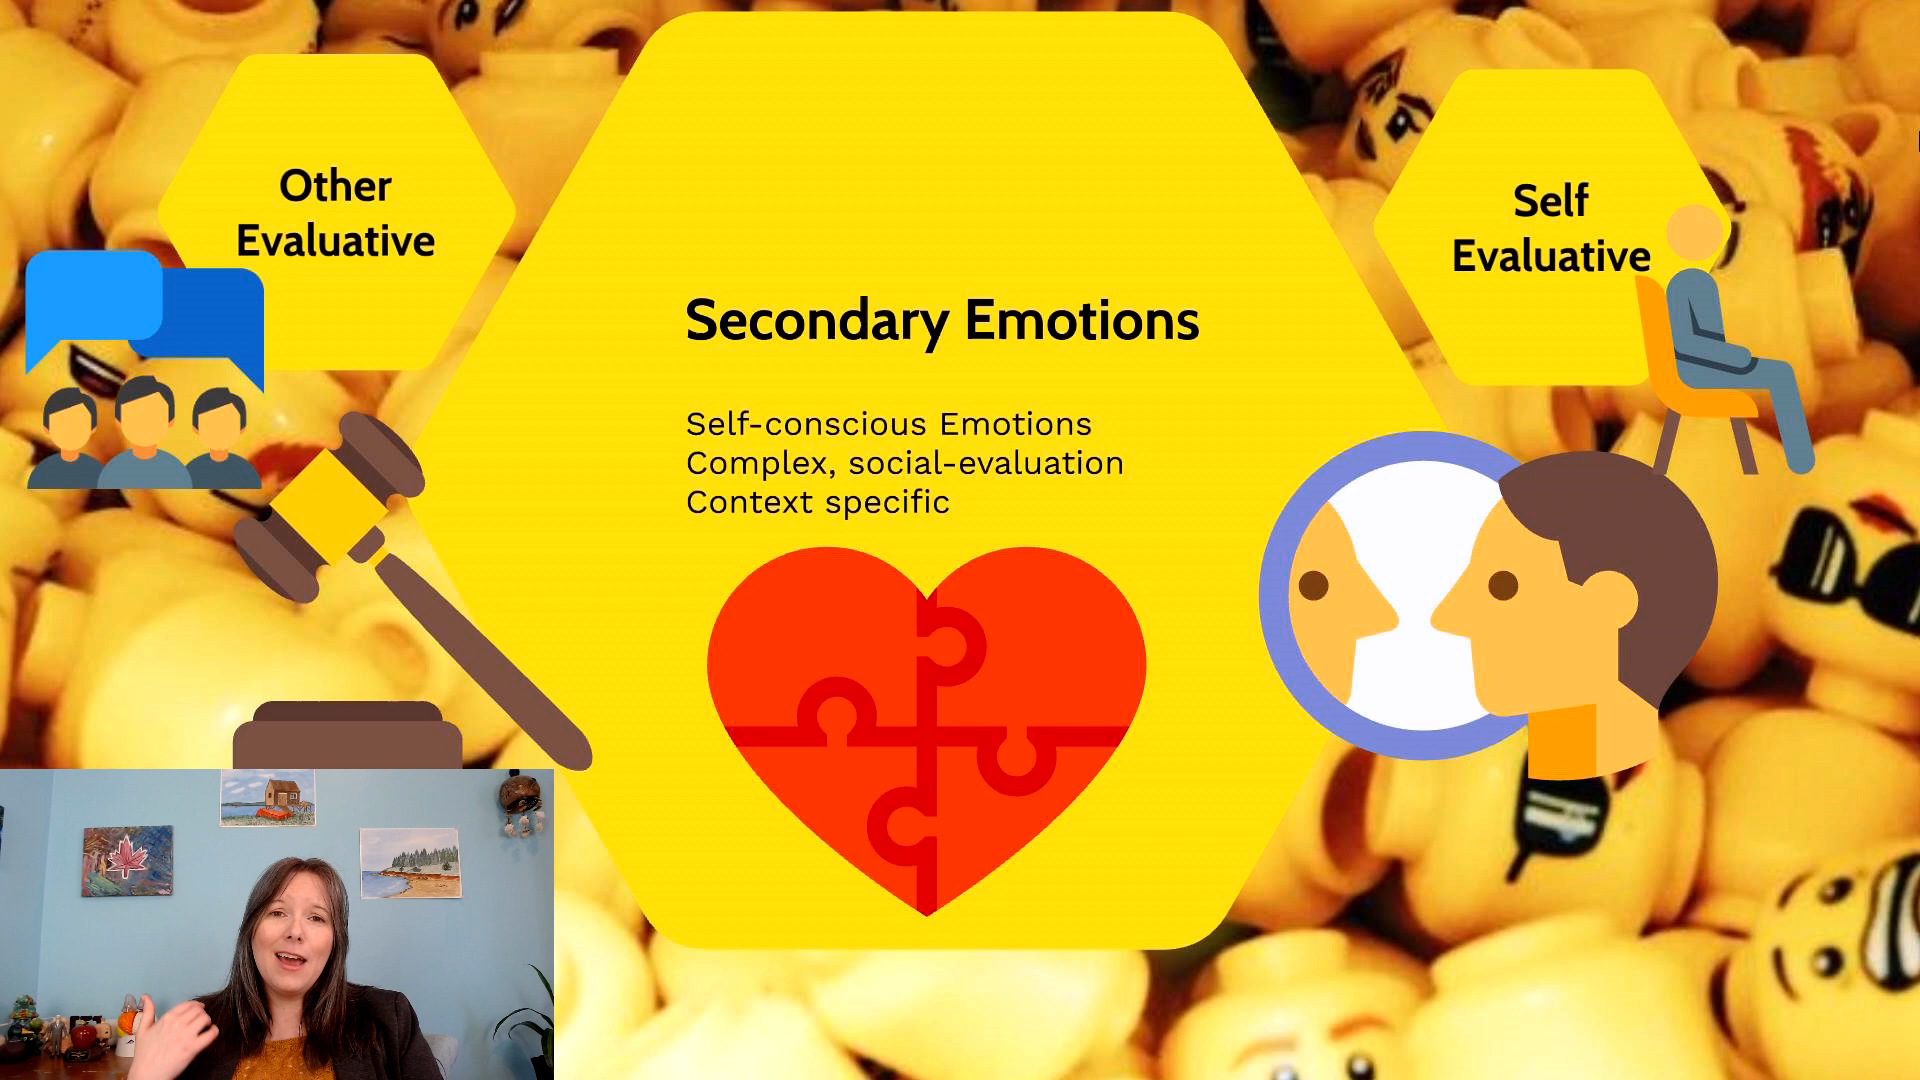 Other
Evaluative
Self
Evaluative
Secondary Emotions
Self-conscious Emotions
Complex, social-evaluation
Context specific